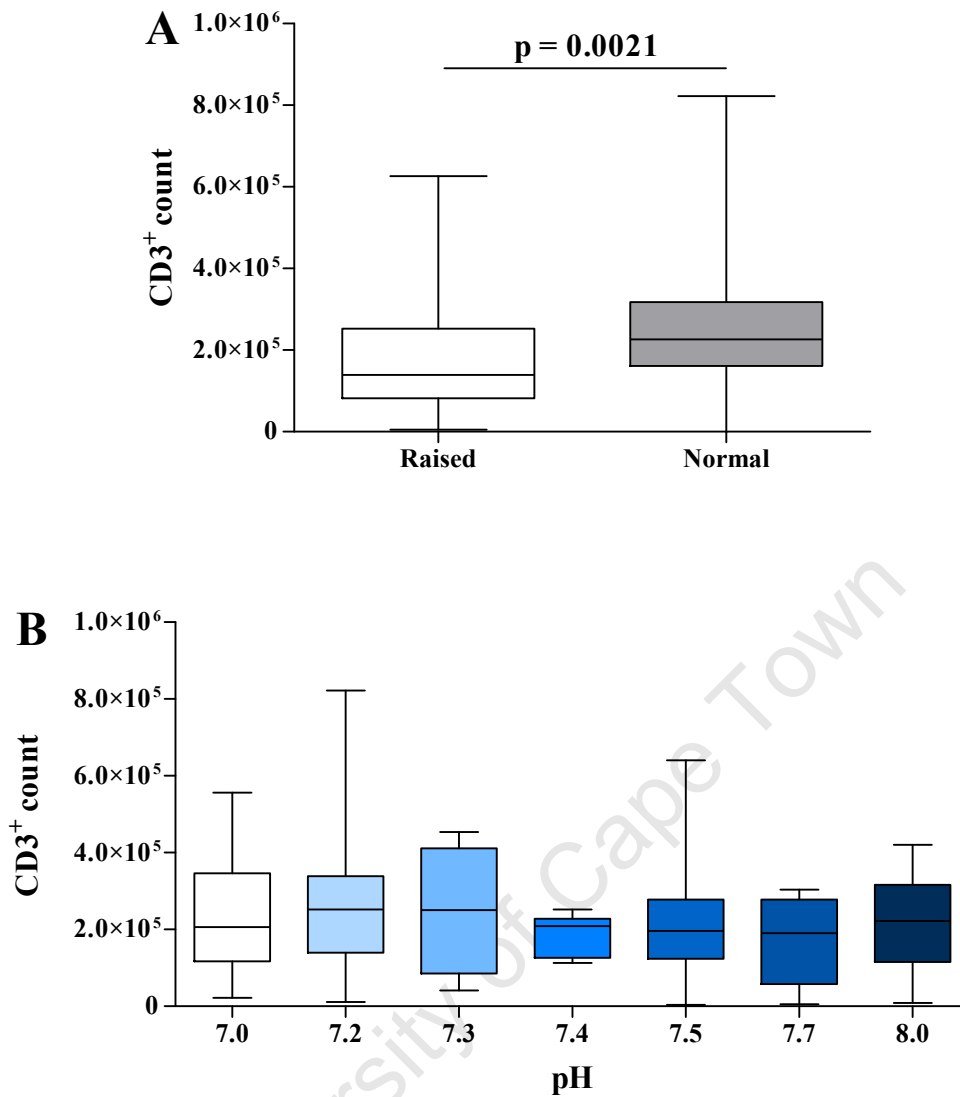 A
p = 0.0021
1.0×10⁶
8.0×10⁵
6.0×10⁵
4.0×10⁵
2.0×10⁵
0
CD3⁺ count
Raised Normal
B
1.0×10⁶
8.0×10⁵
6.0×10⁵
4.0×10⁵
2.0×10⁵
0
CD3⁺ count
7.0 7.2 7.3 7.4 7.5 7.7 8.0
pH
rsity of Cape Town